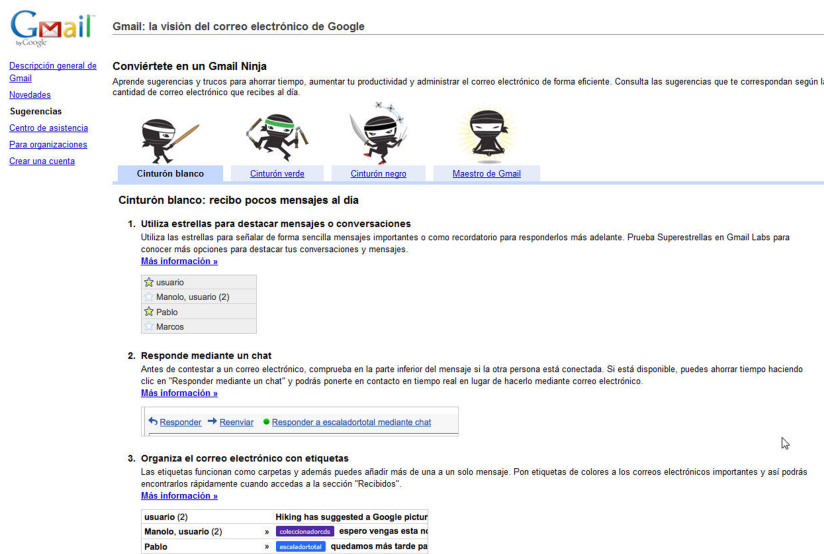 Gmail
by Google
Gmail: la visión del correo electrónico de Google
Descripción general de
Gmail
Novedades
Sugerencias
Centro de asistencia
Para organizaciones
Crear una cuenta
Conviértete en un Gmail Ninja
Aprende sugerencias y trucos para ahorrar tiempo, aumentar tu productividad y administrar el correo electrónico de forma eficiente. Consulta las sugerencias que te correspondan según la
cantidad de correo electrónico que recibes al día.
Cinturón blanco
Cinturón verde
Cinturón negro
Maestro de Gmail
Cinturón blanco: recibo pocos mensajes al día
1. Utiliza estrellas para destacar mensajes o conversaciones
Utiliza las estrellas para señalar de forma sencilla mensajes importantes o como recordatorio para responderlos más adelante. Prueba Superestrellas en Gmail Labs para
conocer más opciones para destacar tus conversaciones y mensajes.
Más información »
usuario
Manolo, usuario (2)
Pablo
Marcos
2. Responde mediante un chat
Antes de contestar a un correo electrónico, comprueba en la parte inferior del mensaje si la otra persona está conectada. Si está disponible, puedes ahorrar tiempo haciendo
clic en "Responder mediante un chat" y podrás ponerte en contacto en tiempo real en lugar de hacerlo mediante correo electrónico.
Más información »
Responder Reenviar Responder a escaladortotal mediante chat
3. Organiza el correo electrónico con etiquetas
Las etiquetas funcionan como carpetas y además puedes añadir más de una a un solo mensaje. Pon etiquetas de colores a los correos electrónicos importantes y así podrás
encontrarlos rápidamente cuando accedas a la sección "Recibidos".
Más información »
usuario (2) Hiking has suggested a Google pictur
Manolo, usuario (2) » coleccionadorcds espero vengas esta no
Pablo » escaladortotal quedamos más tarde pa